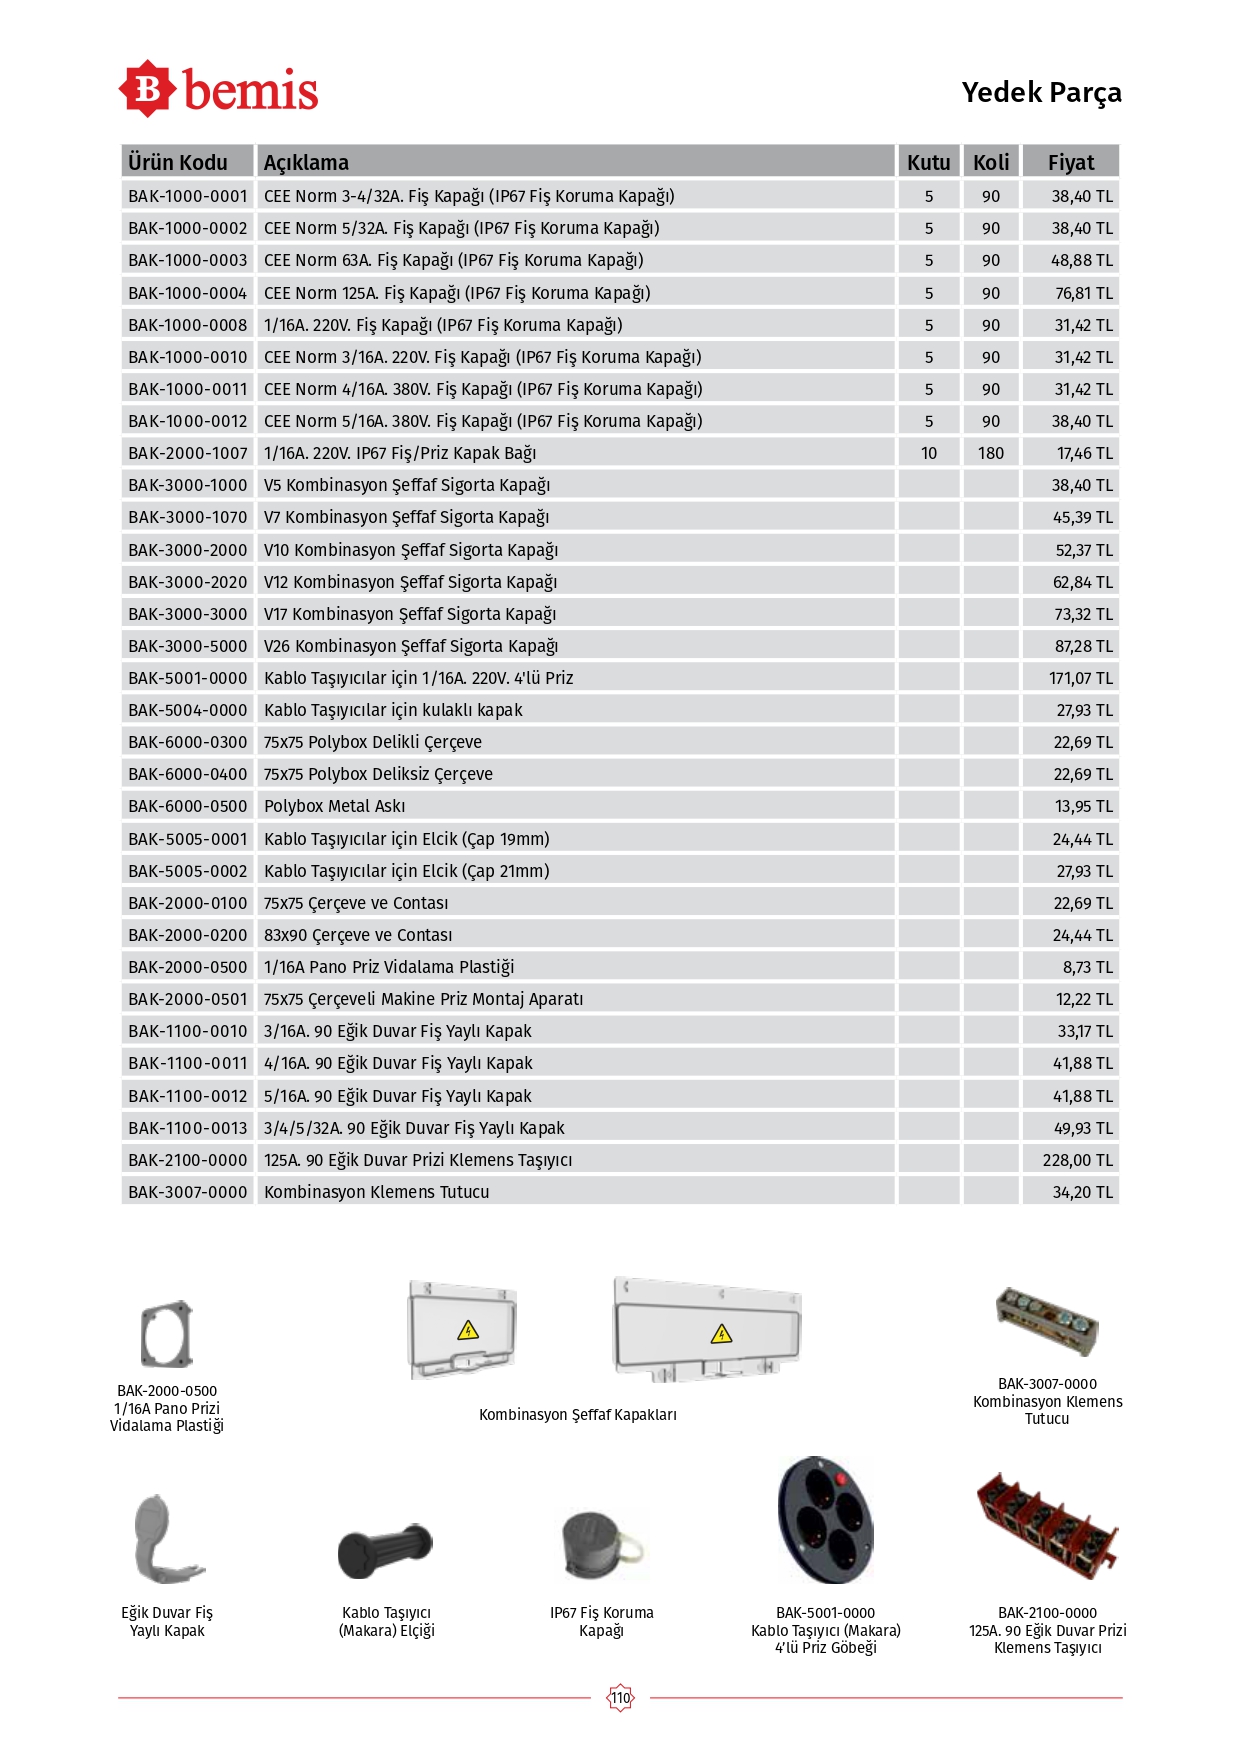 B bemis
Yedek Parça
Ürün Kodu Açıklama Kutu Koli Fiyat
BAK-1000-0001 CEE Norm 3-4/32A. Fiş Kapağı (IP67 Fiş Koruma Kapağı) 5 90 38,40 TL
BAK-1000-0002 CEE Norm 5/32A. Fiş Kapağı (IP67 Fiş Koruma Kapağı) 5 90 38,40 TL
BAK-1000-0003 CEE Norm 63A. Fiş Kapağı (IP67 Fiş Koruma Kapağı) 5 90 48,88 TL
BAK-1000-0004 CEE Norm 125A. Fiş Kapağı (IP67 Fiş Koruma Kapağı) 5 90 76,81 TL
BAK-1000-0008 1/16A. 220V. Fiş Kapağı (IP67 Fiş Koruma Kapağı) 5 90 31,42 TL
BAK-1000-0010 CEE Norm 3/16A. 220V. Fiş Kapağı (IP67 Fiş Koruma Kapağı) 5 90 31,42 TL
BAK-1000-0011 CEE Norm 4/16A. 380V. Fiş Kapağı (IP67 Fiş Koruma Kapağı) 5 90 31,42 TL
BAK-1000-0012 CEE Norm 5/16A. 380V. Fiş Kapağı (IP67 Fiş Koruma Kapağı) 5 90 38,40 TL
BAK-2000-1007 1/16A. 220V. IP67 Fiş/Priz Kapak Bağı 10 180 17,46 TL
BAK-3000-1000 V5 Kombinasyon Şeffaf Sigorta Kapağı 38,40 TL
BAK-3000-1070 V7 Kombinasyon Şeffaf Sigorta Kapağı 45,39 TL
BAK-3000-2000 V10 Kombinasyon Şeffaf Sigorta Kapağı 52,37 TL
BAK-3000-2020 V12 Kombinasyon Şeffaf Sigorta Kapağı 62,84 TL
BAK-3000-3000 V17 Kombinasyon Şeffaf Sigorta Kapağı 73,32 TL
BAK-3000-5000 V26 Kombinasyon Şeffaf Sigorta Kapağı 87,28 TL
BAK-5001-0000 Kablo Taşıyıcılar için 1/16A. 220V. 4'lü Priz 171,07 TL
BAK-5004-0000 Kablo Taşıyıcılar için kulaklı kapak 27,93 TL
BAK-6000-0300 75x75 Polybox Delikli Çerçeve 22,69 TL
BAK-6000-0400 75x75 Polybox Deliksiz Çerçeve 22,69 TL
BAK-6000-0500 Polybox Metal Askı 13,95 TL
BAK-5005-0001 Kablo Taşıyıcılar için Elcik (Çap 19mm) 24,44 TL
BAK-5005-0002 Kablo Taşıyıcılar için Elcik (Çap 21mm) 27,93 TL
BAK-2000-0100 75x75 Çerçeve ve Contası 22,69 TL
BAK-2000-0200 83x90 Çerçeve ve Contası 24,44 TL
BAK-2000-0500 1/16A Pano Priz Vidalama Plastiği 8,73 TL
BAK-2000-0501 75x75 Çerçeveli Makine Priz Montaj Aparatı 12,22 TL
BAK-1100-0010 3/16A. 90 Eğik Duvar Fiş Yaylı Kapak 33,17 TL
BAK-1100-0011 4/16A. 90 Eğik Duvar Fiş Yaylı Kapak 41,88 TL
BAK-1100-0012 5/16A. 90 Eğik Duvar Fiş Yaylı Kapak 41,88 TL
BAK-1100-0013 3/4/5/32A. 90 Eğik Duvar Fiş Yaylı Kapak 49,93 TL
BAK-2100-0000 125A. 90 Eğik Duvar Prizi Klemens Taşıyıcı 228,00 TL
BAK-3007-0000 Kombinasyon Klemens Tutucu 34,20 TL
BAK-2000-0500
1/16A Pano Prizi
Vidalama Plastiği
Kombinasyon Şeffaf Kapakları
BAK-3007-0000
Kombinasyon Klemens
Tutucu
Eğik Duvar Fiş
Yaylı Kapak
Kablo Taşıyıcı
(Makara) Elçiği
IP67 Fiş Koruma
Kapağı
BAK-5001-0000
Kablo Taşıyıcı (Makara)
4'lü Priz Göbeği
BAK-2100-0000
125A. 90 Eğik Duvar Prizi
Klemens Taşıyıcı
110